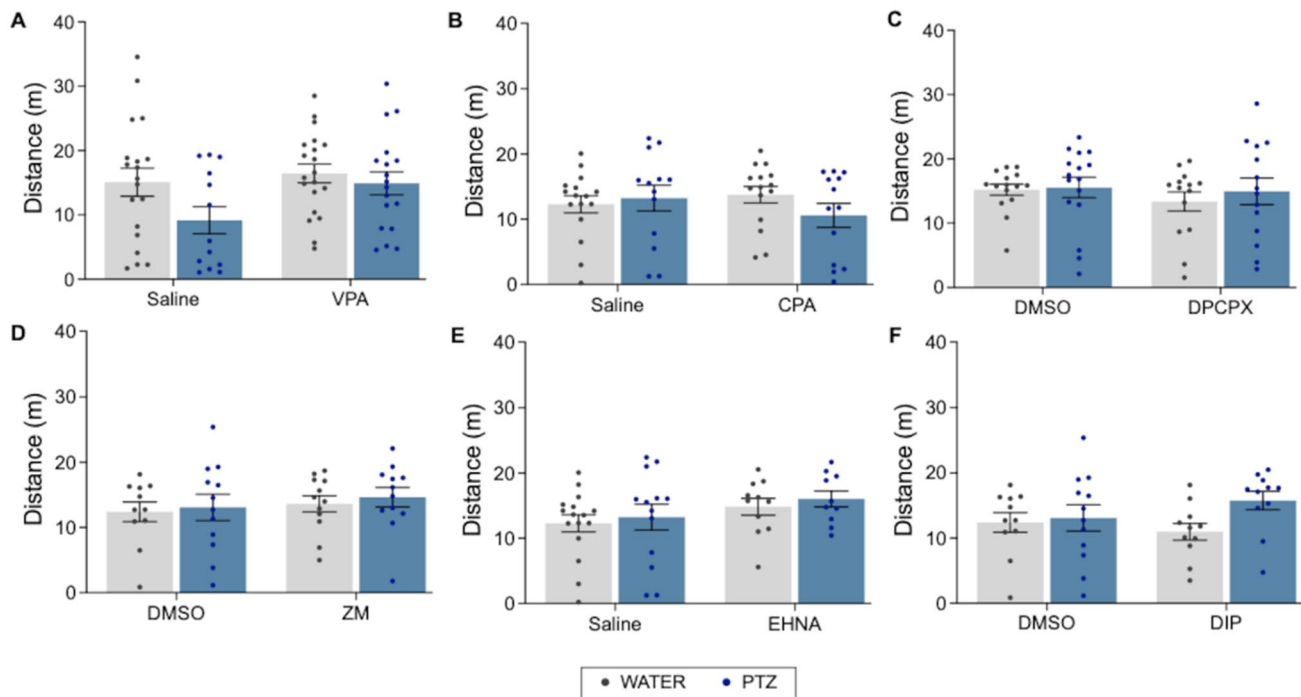 A
Distance (m)
40
30
20
10
0
Saline
VPA
B
Distance (m)
40
30
20
10
0
Saline
CPA
C
Distance (m)
40
30
20
10
0
DMSO
DPCPX
D
Distance (m)
40
30
20
10
0
DMSO
ZM
E
Distance (m)
40
30
20
10
0
Saline
EHNA
F
Distance (m)
40
30
20
10
0
DMSO
DIP
WATER
PTZ